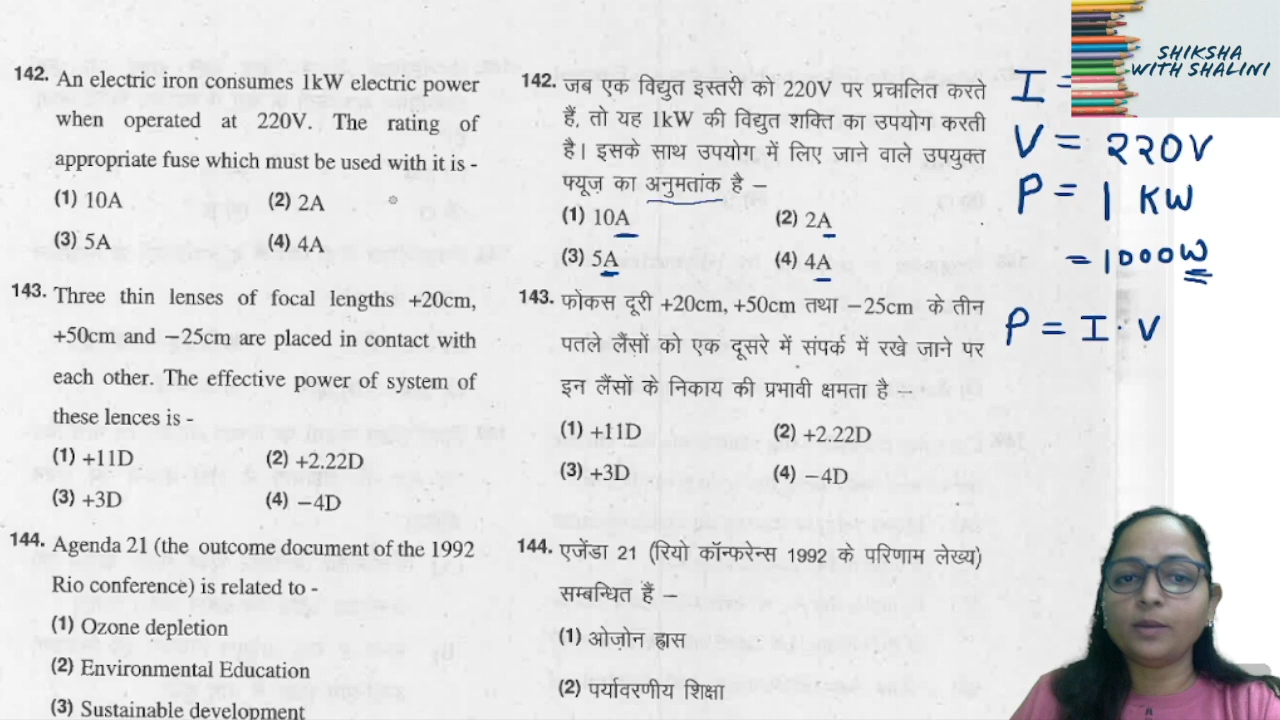 142. An electric iron consumes 1kW electric power
when operated at 220V. The rating of
appropriate fuse which must be used with it is -
(1) 10A (2) 2A
(3) 5A (4) 4A
143. Three thin lenses of focal lengths +20cm,
+50cm and −25cm are placed in contact with
each other. The effective power of system of
these lences is -
(1) +11D (2) +2.22D
(3) +3D (4) −4D
144. Agenda 21 (the outcome document of the 1992
Rio conference) is related to -
(1) Ozone depletion
(2) Environmental Education
(3) Sustainable development
142. जब एक विद्युत इस्तरी को 220V पर प्रचालित करते
हैं, तो यह 1kW की विद्युत शक्ति का उपयोग करती
है। इसके साथ उपयोग में लिए जाने वाले उपयुक्त
फ्यूज का अनुमतांक है –
(1) 10A (2) 2A
(3) 5A (4) 4A
143. फोकस दूरी +20cm, +50cm तथा −25cm के तीन
पतले लैंसों को एक दूसरे में संपर्क में रखे जाने पर
इन लैंसों के निकाय की प्रभावी क्षमता है –
(1) +11D (2) +2.22D
(3) +3D (4) −4D
144. एजेंडा 21 (रियो कॉन्फरेन्स 1992 के परिणाम लेख्य)
सम्बन्धित हैं –
(1) ओज़ोन ह्रास
(2) पर्यावरणीय शिक्षा
SHIKSHA
WITH SHALINI
I =
V = 220V
P = 1 KW
= 1000W
P = I · V